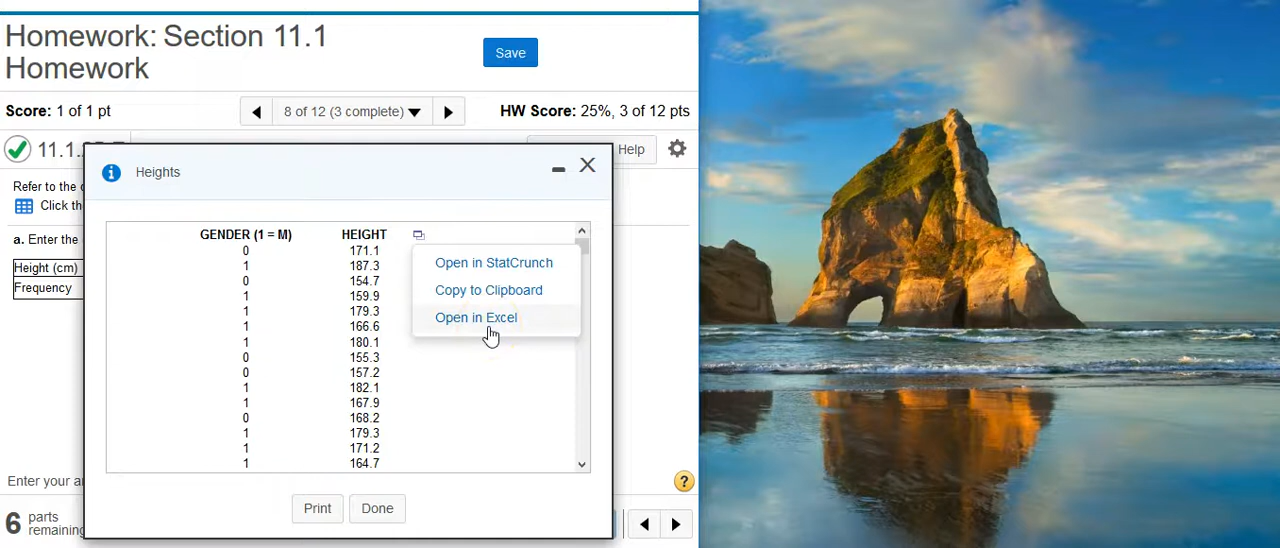 Homework: Section 11.1
Homework
Save
Score: 1 of 1 pt
8 of 12 (3 complete)
HW Score: 25%, 3 of 12 pts
11.1.
Help
Heights
Refer to the
Click
a. Enter the
Height (cm)
Frequency
GENDER (1 = M) HEIGHT
0 171.1
1 187.3
0 154.7
1 159.9
1 179.3
1 166.6
1 180.1
0 155.3
0 157.2
1 182.1
1 167.9
0 168.2
1 179.3
1 171.2
1 164.7
Open in StatCrunch
Copy to Clipboard
Open in Excel
Enter your
?
Print
Done
6 parts
remaining